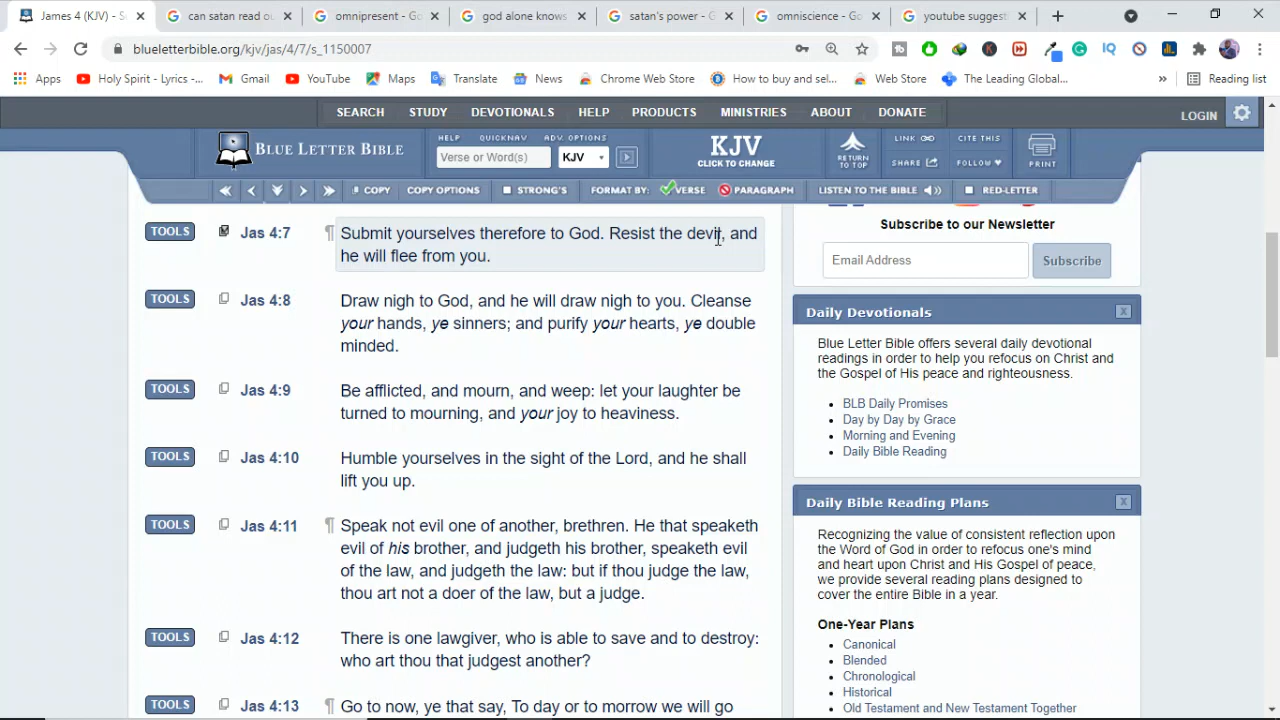 James 4 (KJV) - S
can satan read ou
omnipresent - Go
god alone knows
satan's power - G
omniscience - Go
youtube suggest
blueletterbible.org/kjv/jas/4/7/s_1150007
Apps
Holy Spirit - Lyrics -...
Gmail
YouTube
Maps
Translate
News
Chrome Web Store
How to buy and sel...
Web Store
The Leading Global...
»
Reading list
SEARCH STUDY DEVOTIONALS HELP PRODUCTS MINISTRIES ABOUT DONATE
LOGIN
BLUE LETTER BIBLE
HELP QUICKNAV ADV. OPTIONS
Verse or Word(s) KJV
KJV
CLICK TO CHANGE
RETURN
TO TOP
LINK
CITE THIS
SHARE
FOLLOW
PRINT
COPY COPY OPTIONS STRONG'S FORMAT BY: VERSE PARAGRAPH LISTEN TO THE BIBLE RED-LETTER
TOOLS Jas 4:7 ¶ Submit yourselves therefore to God. Resist the devil, and
he will flee from you.
TOOLS Jas 4:8 Draw nigh to God, and he will draw nigh to you. Cleanse
your hands, ye sinners; and purify your hearts, ye double
minded.
TOOLS Jas 4:9 Be afflicted, and mourn, and weep: let your laughter be
turned to mourning, and your joy to heaviness.
TOOLS Jas 4:10 Humble yourselves in the sight of the Lord, and he shall
lift you up.
TOOLS Jas 4:11 ¶ Speak not evil one of another, brethren. He that speaketh
evil of his brother, and judgeth his brother, speaketh evil
of the law, and judgeth the law: but if thou judge the law,
thou art not a doer of the law, but a judge.
TOOLS Jas 4:12 There is one lawgiver, who is able to save and to destroy:
who art thou that judgest another?
TOOLS Jas 4:13 ¶ Go to now, ye that say, To day or to morrow we will go
Subscribe to our Newsletter
Email Address Subscribe
Daily Devotionals X
Blue Letter Bible offers several daily devotional
readings in order to help you refocus on Christ and
the Gospel of His peace and righteousness.
BLB Daily Promises
Day by Day by Grace
Morning and Evening
Daily Bible Reading
Daily Bible Reading Plans X
Recognizing the value of consistent reflection upon
the Word of God in order to refocus one's mind
and heart upon Christ and His Gospel of peace,
we provide several reading plans designed to
cover the entire Bible in a year.
One-Year Plans
Canonical
Blended
Chronological
Historical
Old Testament and New Testament Together